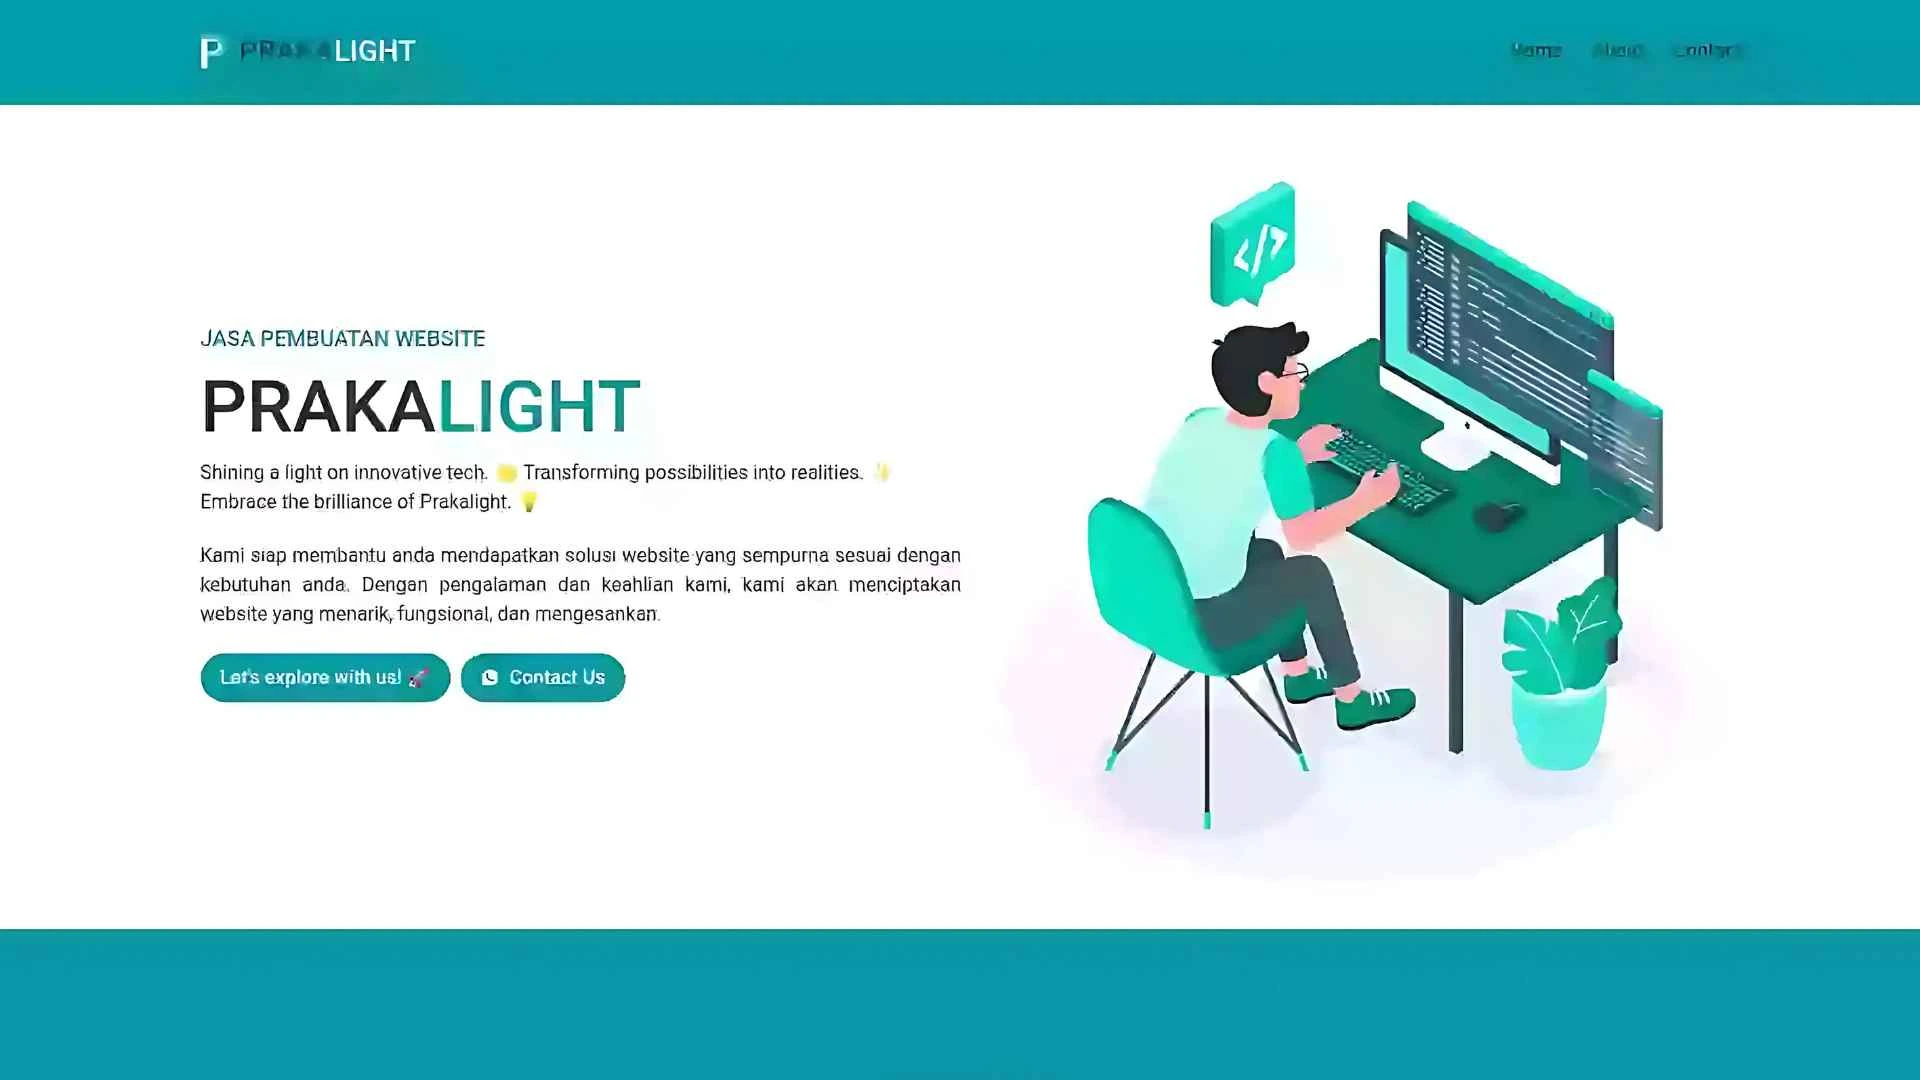 P PRAKALIGHT
Home About Contact
JASA PEMBUATAN WEBSITE
PRAKALIGHT
Shining a light on innovative tech. Transforming possibilities into realities. ✨
Embrace the brilliance of Prakalight. 💡
Kami siap membantu anda mendapatkan solusi website yang sempurna sesuai dengan
kebutuhan anda. Dengan pengalaman dan keahlian kami, kami akan menciptakan
website yang menarik, fungsional, dan mengesankan.
Let's explore with us! 🚀
Contact Us